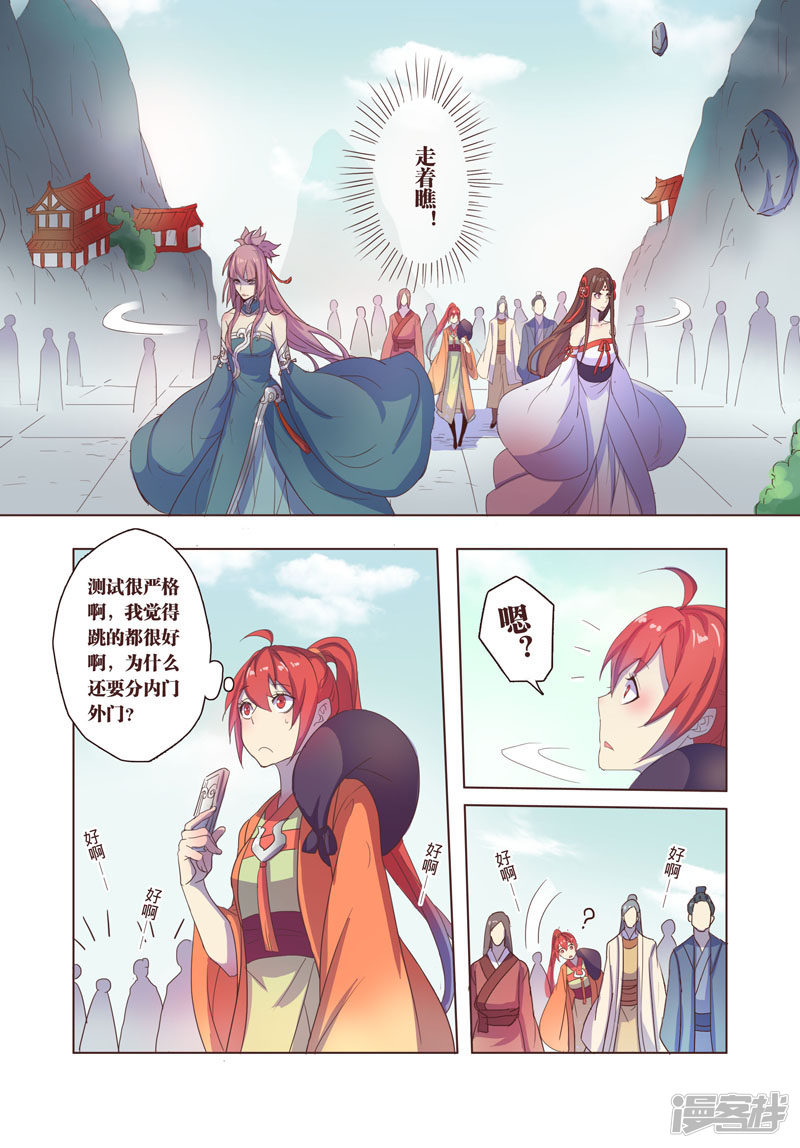 走着瞧！
测试很严格
啊，我觉得
跳的都很好
啊，为什么
还要分内门
外门？
嗯？
好啊——
好啊——
好啊——
好啊——
?
好啊——
漫客栈